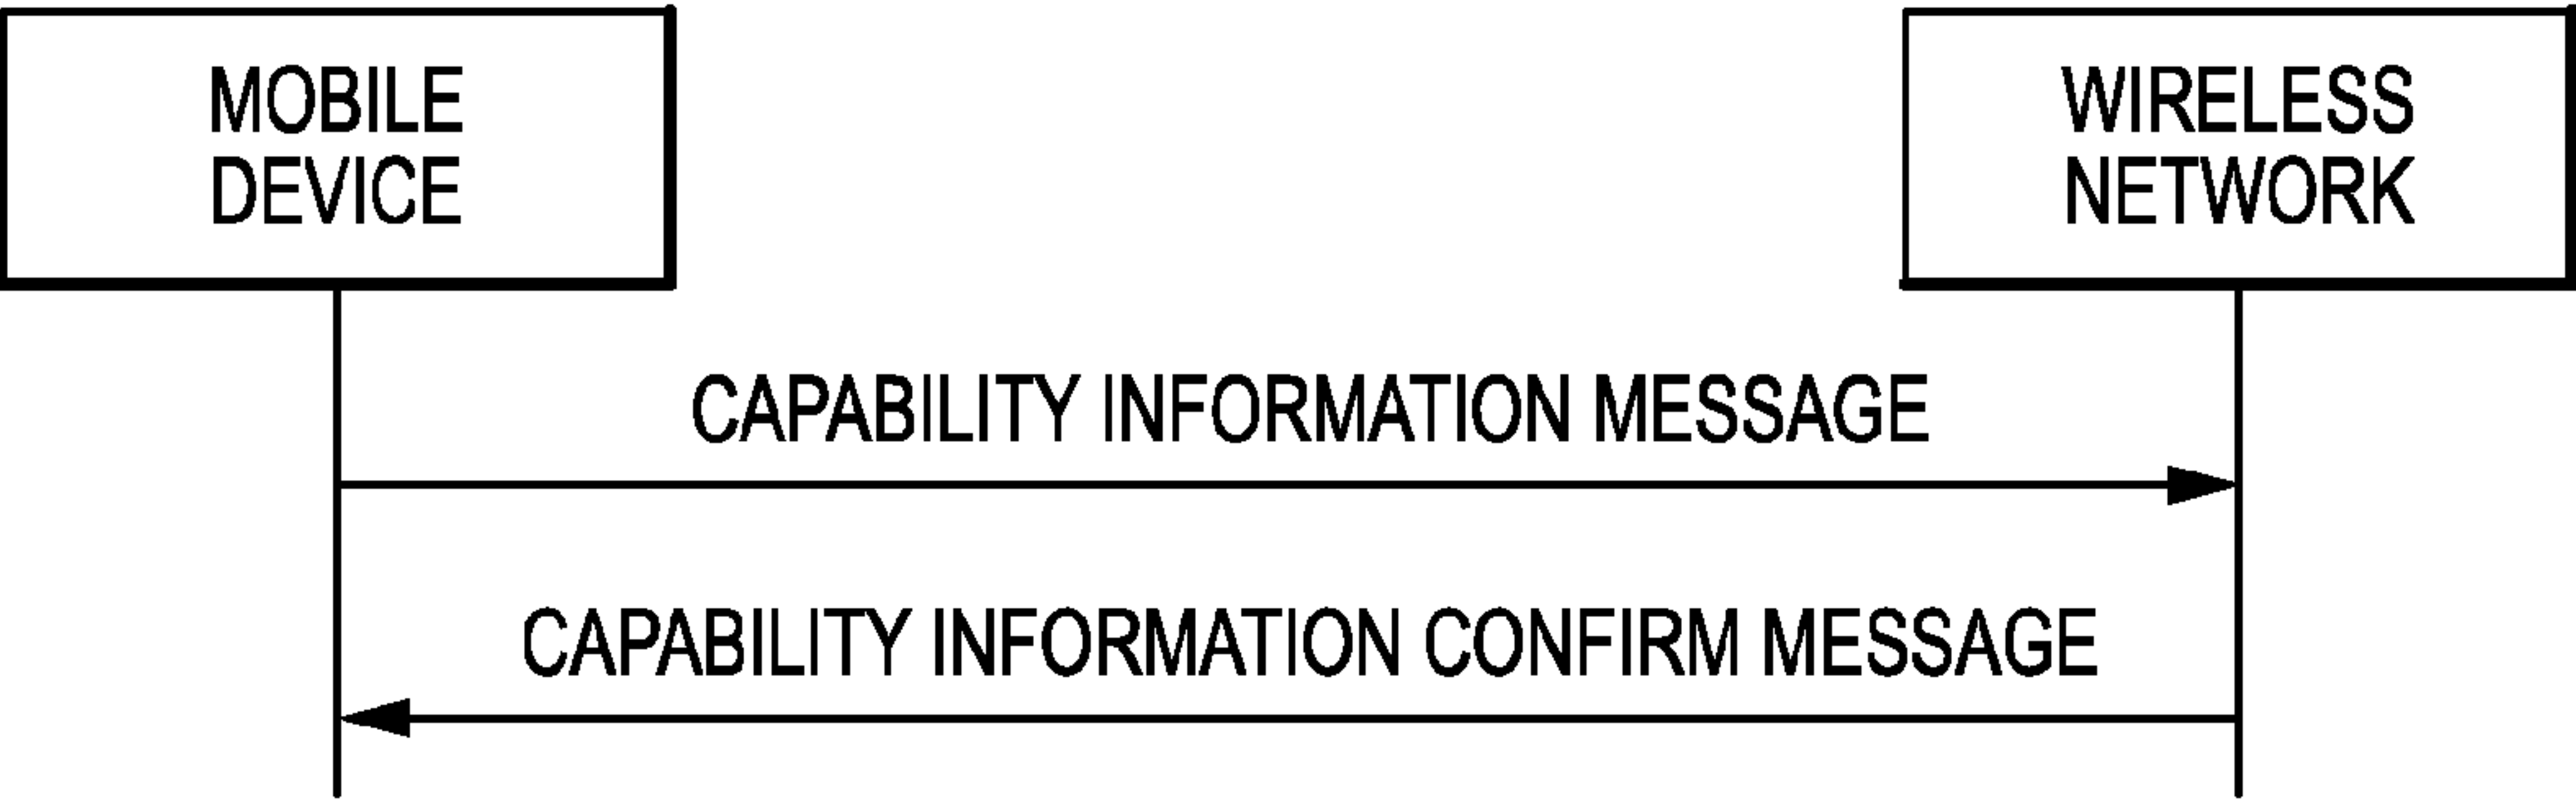 MOBILE
DEVICE
WIRELESS
NETWORK
CAPABILITY INFORMATION MESSAGE
CAPABILITY INFORMATION CONFIRM MESSAGE